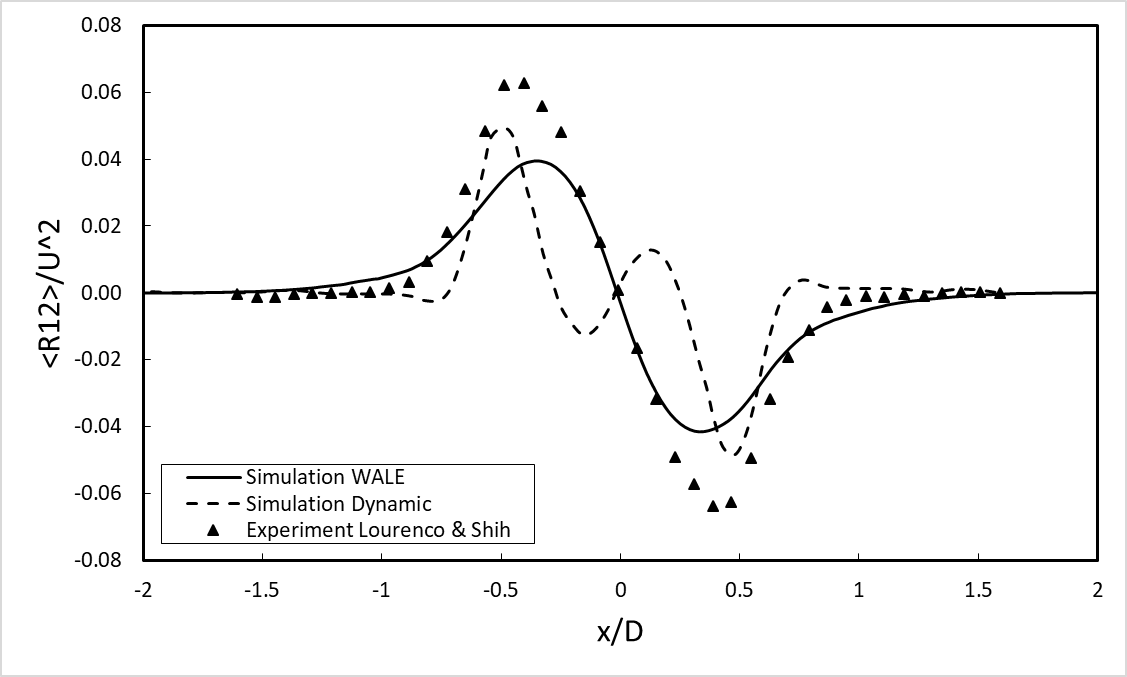 0.08
0.06
0.04
0.02
0.00
-0.02
-0.04
-0.06
-0.08
<R12>/U^2
Simulation WALE
Simulation Dynamic
Experiment Lourenco & Shih
-2 -1.5 -1 -0.5 0 0.5 1 1.5 2
x/D